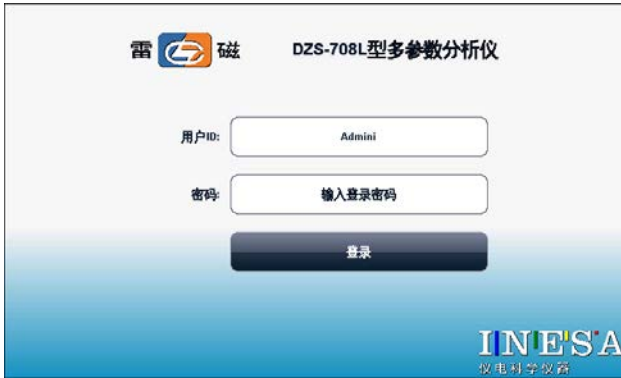 雷 磁 DZS-708L型多参数分析仪
用户ID: Admini
密码: 输入登录密码
登录
INESA
仪电科学仪器